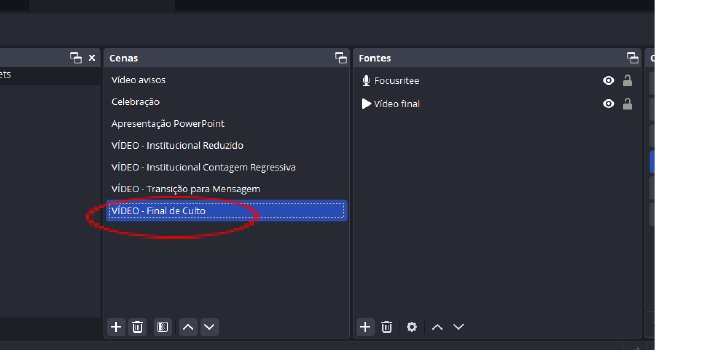 ets
Cenas
Vídeo avisos
Celebração
Apresentação PowerPoint
VÍDEO - Institucional Reduzido
VÍDEO - Institucional Contagem Regressiva
VÍDEO - Transição para Mensagem
VÍDEO - Final de Culto
Fontes
Focusritee
Vídeo final